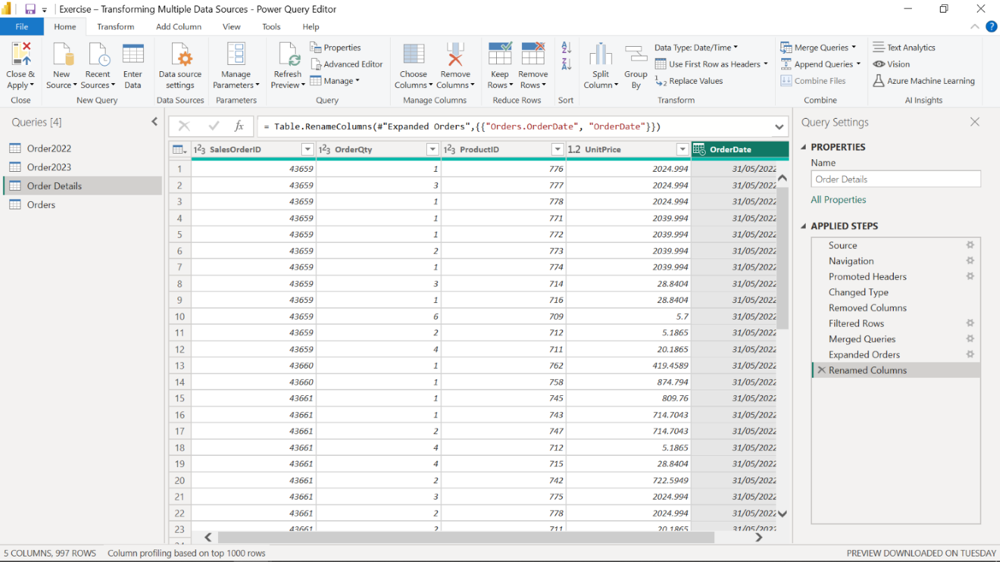 Exercise – Transforming Multiple Data Sources - Power Query Editor
File Home Transform Add Column View Tools Help
Close & Apply
New Source
Recent Sources
Enter Data
Data source settings
Manage Parameters
Refresh Preview
Properties
Advanced Editor
Manage
Choose Columns
Remove Columns
Keep Rows
Remove Rows
Split Column
Group By
Data Type: Date/Time
Use First Row as Headers
Replace Values
Merge Queries
Append Queries
Combine Files
Text Analytics
Vision
Azure Machine Learning
Close New Query Data Sources Parameters Query Manage Columns Reduce Rows Sort Transform Combine AI Insights
Queries [4]
Order2022
Order2023
Order Details
Orders
fx = Table.RenameColumns(#"Expanded Orders",{{"Orders.OrderDate", "OrderDate"}})
123 SalesOrderID 123 OrderQty 123 ProductID 1.2 UnitPrice OrderDate
1 43659 1 776 2024.994 31/05/2022
2 43659 3 777 2024.994 31/05/2022
3 43659 1 778 2024.994 31/05/2022
4 43659 1 771 2039.994 31/05/2022
5 43659 1 772 2039.994 31/05/2022
6 43659 2 773 2039.994 31/05/2022
7 43659 1 774 2039.994 31/05/2022
8 43659 3 714 28.8404 31/05/2022
9 43659 1 716 28.8404 31/05/2022
10 43659 6 709 5.7 31/05/2022
11 43659 2 712 5.1865 31/05/2022
12 43659 4 711 20.1865 31/05/2022
13 43660 1 762 419.4589 31/05/2022
14 43660 1 758 874.794 31/05/2022
15 43661 1 745 809.76 31/05/2022
16 43661 1 743 714.7043 31/05/2022
17 43661 2 747 714.7043 31/05/2022
18 43661 4 712 5.1865 31/05/2022
19 43661 4 715 28.8404 31/05/2022
20 43661 2 742 722.5949 31/05/2022
21 43661 3 775 2024.994 31/05/2022
22 43661 2 778 2024.994 31/05/2022
23 43661 2 711 20.1865 31/05/2022
Query Settings
PROPERTIES
Name
Order Details
All Properties
APPLIED STEPS
Source
Navigation
Promoted Headers
Changed Type
Removed Columns
Filtered Rows
Merged Queries
Expanded Orders
Renamed Columns
5 COLUMNS, 997 ROWS Column profiling based on top 1000 rows PREVIEW DOWNLOADED ON TUESDAY